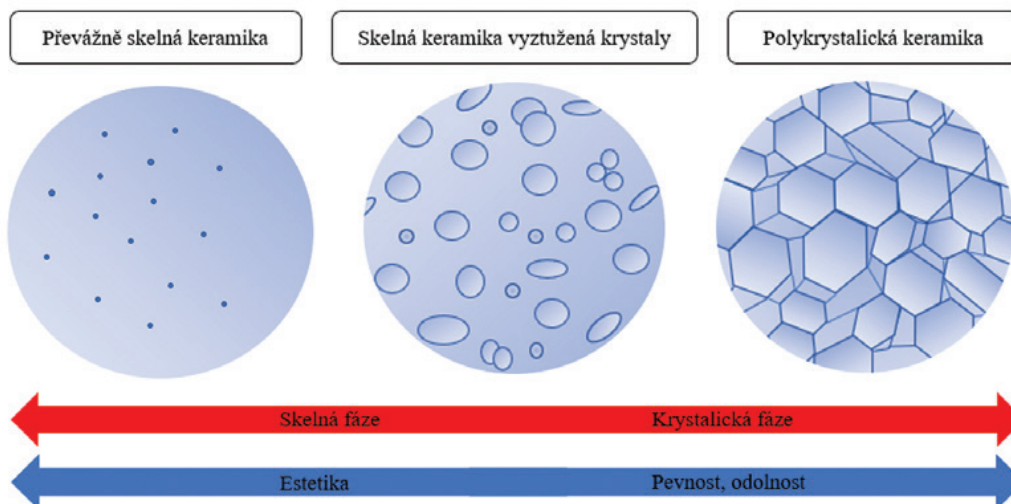 Převážně skelná keramika
Skelná keramika vyztužená krystaly
Polykrystalická keramika
Skelná fáze
Krystalická fáze
Estetika
Pevnost, odolnost